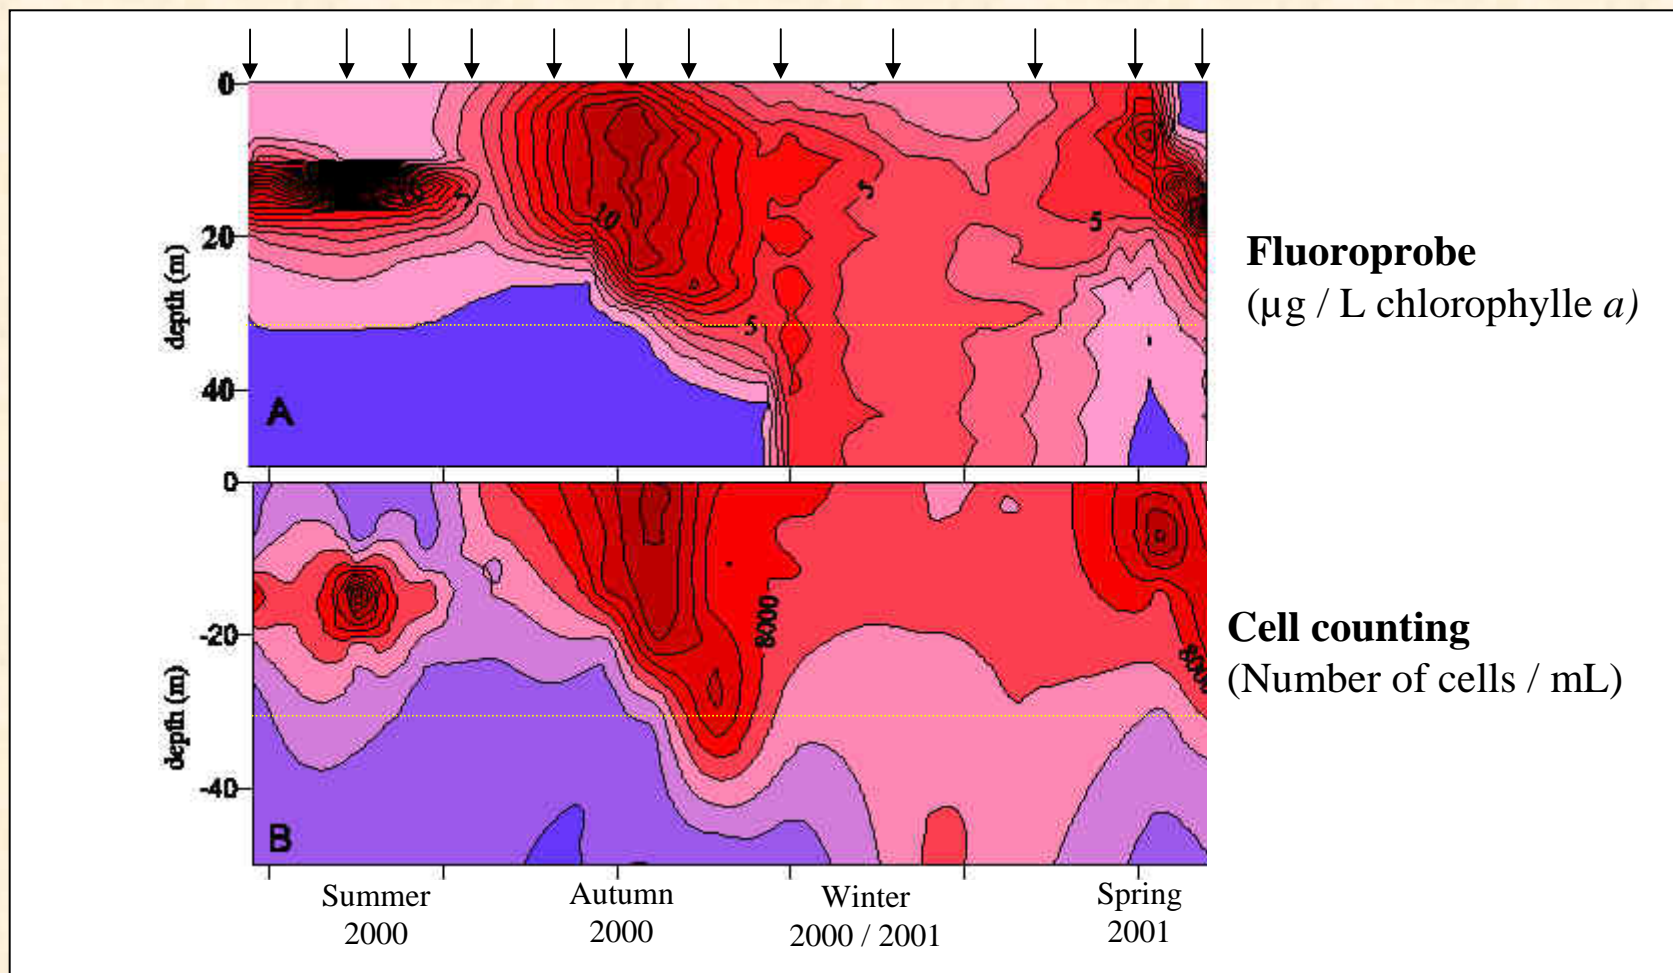 0
20
40
depth (m)
A
5
10
5
5
5
Fluoroprobe
(µg / L chlorophylle a)
0
-20
-40
depth (m)
B
8000
Cell counting
(Number of cells / mL)
Summer
2000
Autumn
2000
Winter
2000 / 2001
Spring
2001